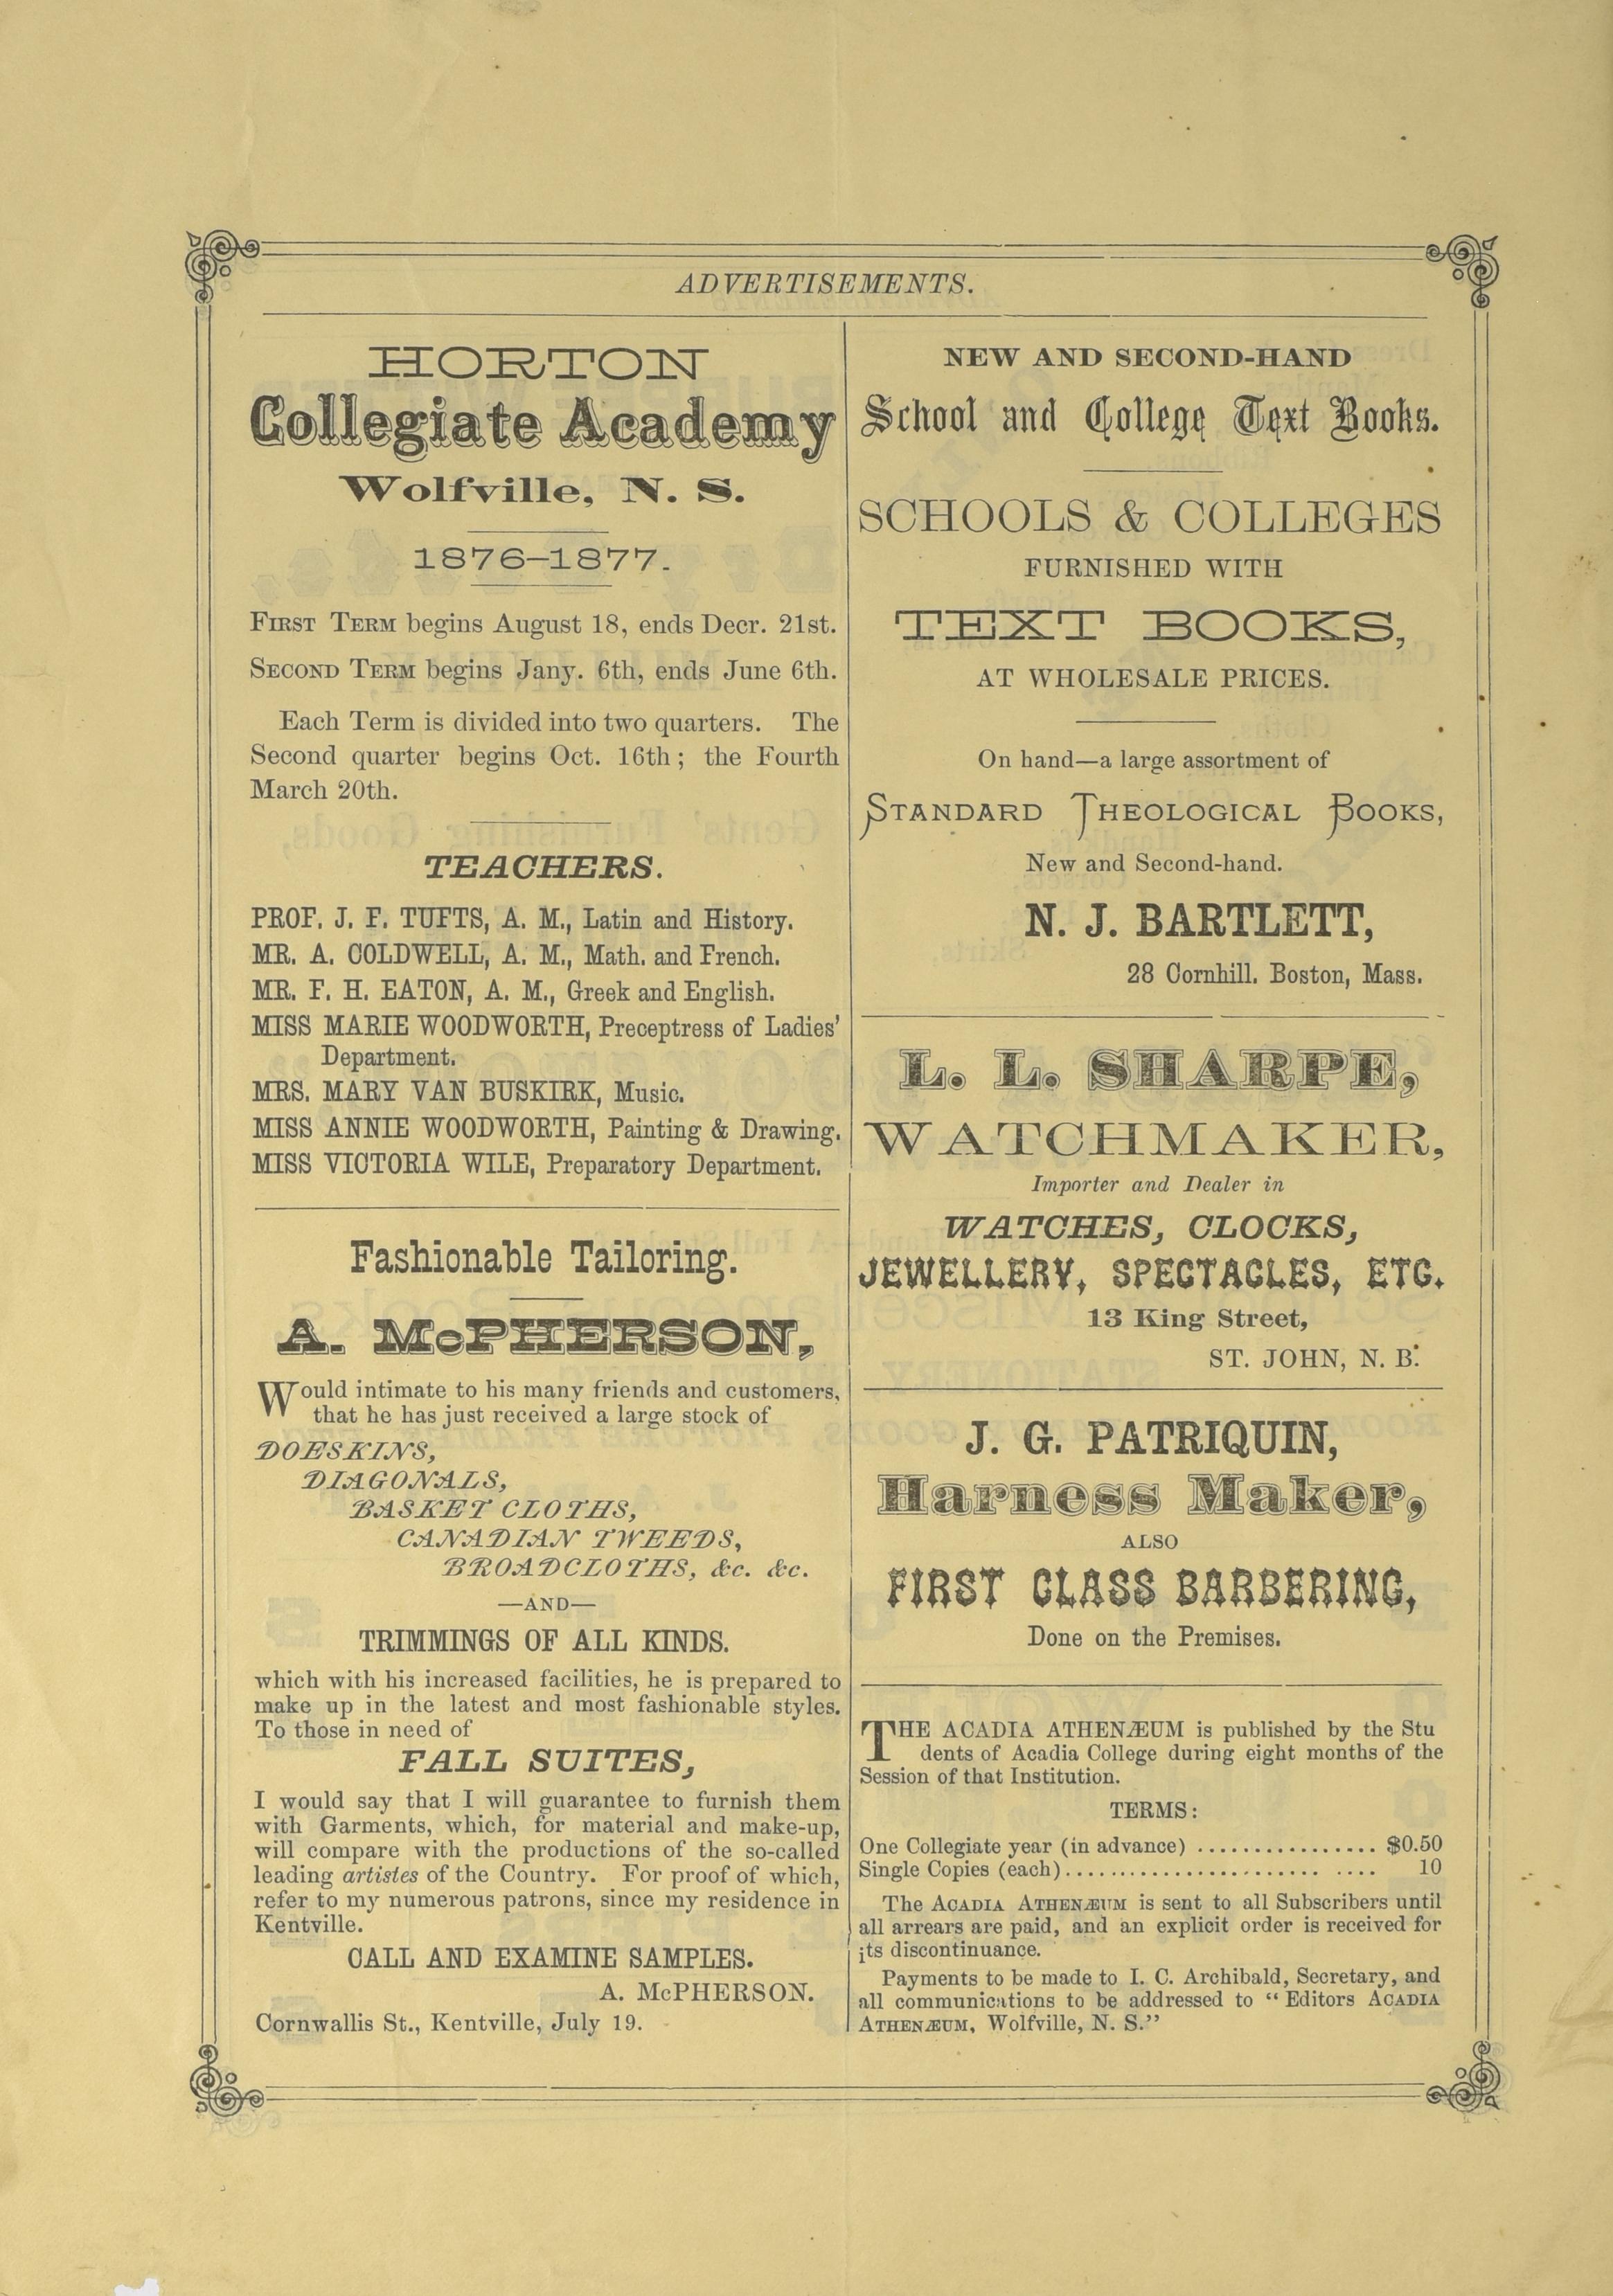 ADVERTISEMENTS.
HORTON
Collegiate Academy
Wolfville, N. S.
1876–1877.
FIRST TERM begins August 18, ends Decr. 21st.
SECOND TERM begins Jany. 6th, ends June 6th.
Each Term is divided into two quarters. The
Second quarter begins Oct. 16th; the Fourth
March 20th.
TEACHERS.
PROF. J. F. TUFTS, A. M., Latin and History.
MR. A. COLDWELL, A. M., Math. and French.
MR. F. H. EATON, A. M., Greek and English.
MISS MARIE WOODWORTH, Preceptress of Ladies'
Department.
MRS. MARY VAN BUSKIRK, Music.
MISS ANNIE WOODWORTH, Painting & Drawing.
MISS VICTORIA WILE, Preparatory Department.
Fashionable Tailoring.
A. McPHERSON,
Would intimate to his many friends and customers,
that he has just received a large stock of
DOESKINS,
DIAGONALS,
BASKET CLOTHS,
CANADIAN TWEEDS,
BROADCLOTHS, &c. &c.
—AND—
TRIMMINGS OF ALL KINDS.
which with his increased facilities, he is prepared to
make up in the latest and most fashionable styles.
To those in need of
FALL SUITES,
I would say that I will guarantee to furnish them
with Garments, which, for material and make-up,
will compare with the productions of the so-called
leading artistes of the Country. For proof of which,
refer to my numerous patrons, since my residence in
Kentville.
CALL AND EXAMINE SAMPLES.
A. McPHERSON.
Cornwallis St., Kentville, July 19.
NEW AND SECOND-HAND
School and College Text Books.
SCHOOLS & COLLEGES
FURNISHED WITH
TEXT BOOKS,
AT WHOLESALE PRICES.
On hand—a large assortment of
STANDARD THEOLOGICAL BOOKS,
New and Second-hand.
N. J. BARTLETT,
28 Cornhill. Boston, Mass.
L. L. SHARPE,
WATCHMAKER,
Importer and Dealer in
WATCHES, CLOCKS,
JEWELLERY, SPECTACLES, ETC.
13 King Street,
ST. JOHN, N. B.
J. G. PATRIQUIN,
Harness Maker,
ALSO
FIRST CLASS BARBERING,
Done on the Premises.
THE ACADIA ATHENÆUM is published by the Stu
dents of Acadia College during eight months of the
Session of that Institution.
TERMS:
One Collegiate year (in advance) ................ $0.50
Single Copies (each)........................... 10
The ACADIA ATHENÆUM is sent to all Subscribers until
all arrears are paid, and an explicit order is received for
its discontinuance.
Payments to be made to I. C. Archibald, Secretary, and
all communications to be addressed to "Editors ACADIA
ATHENÆUM, Wolfville, N. S."